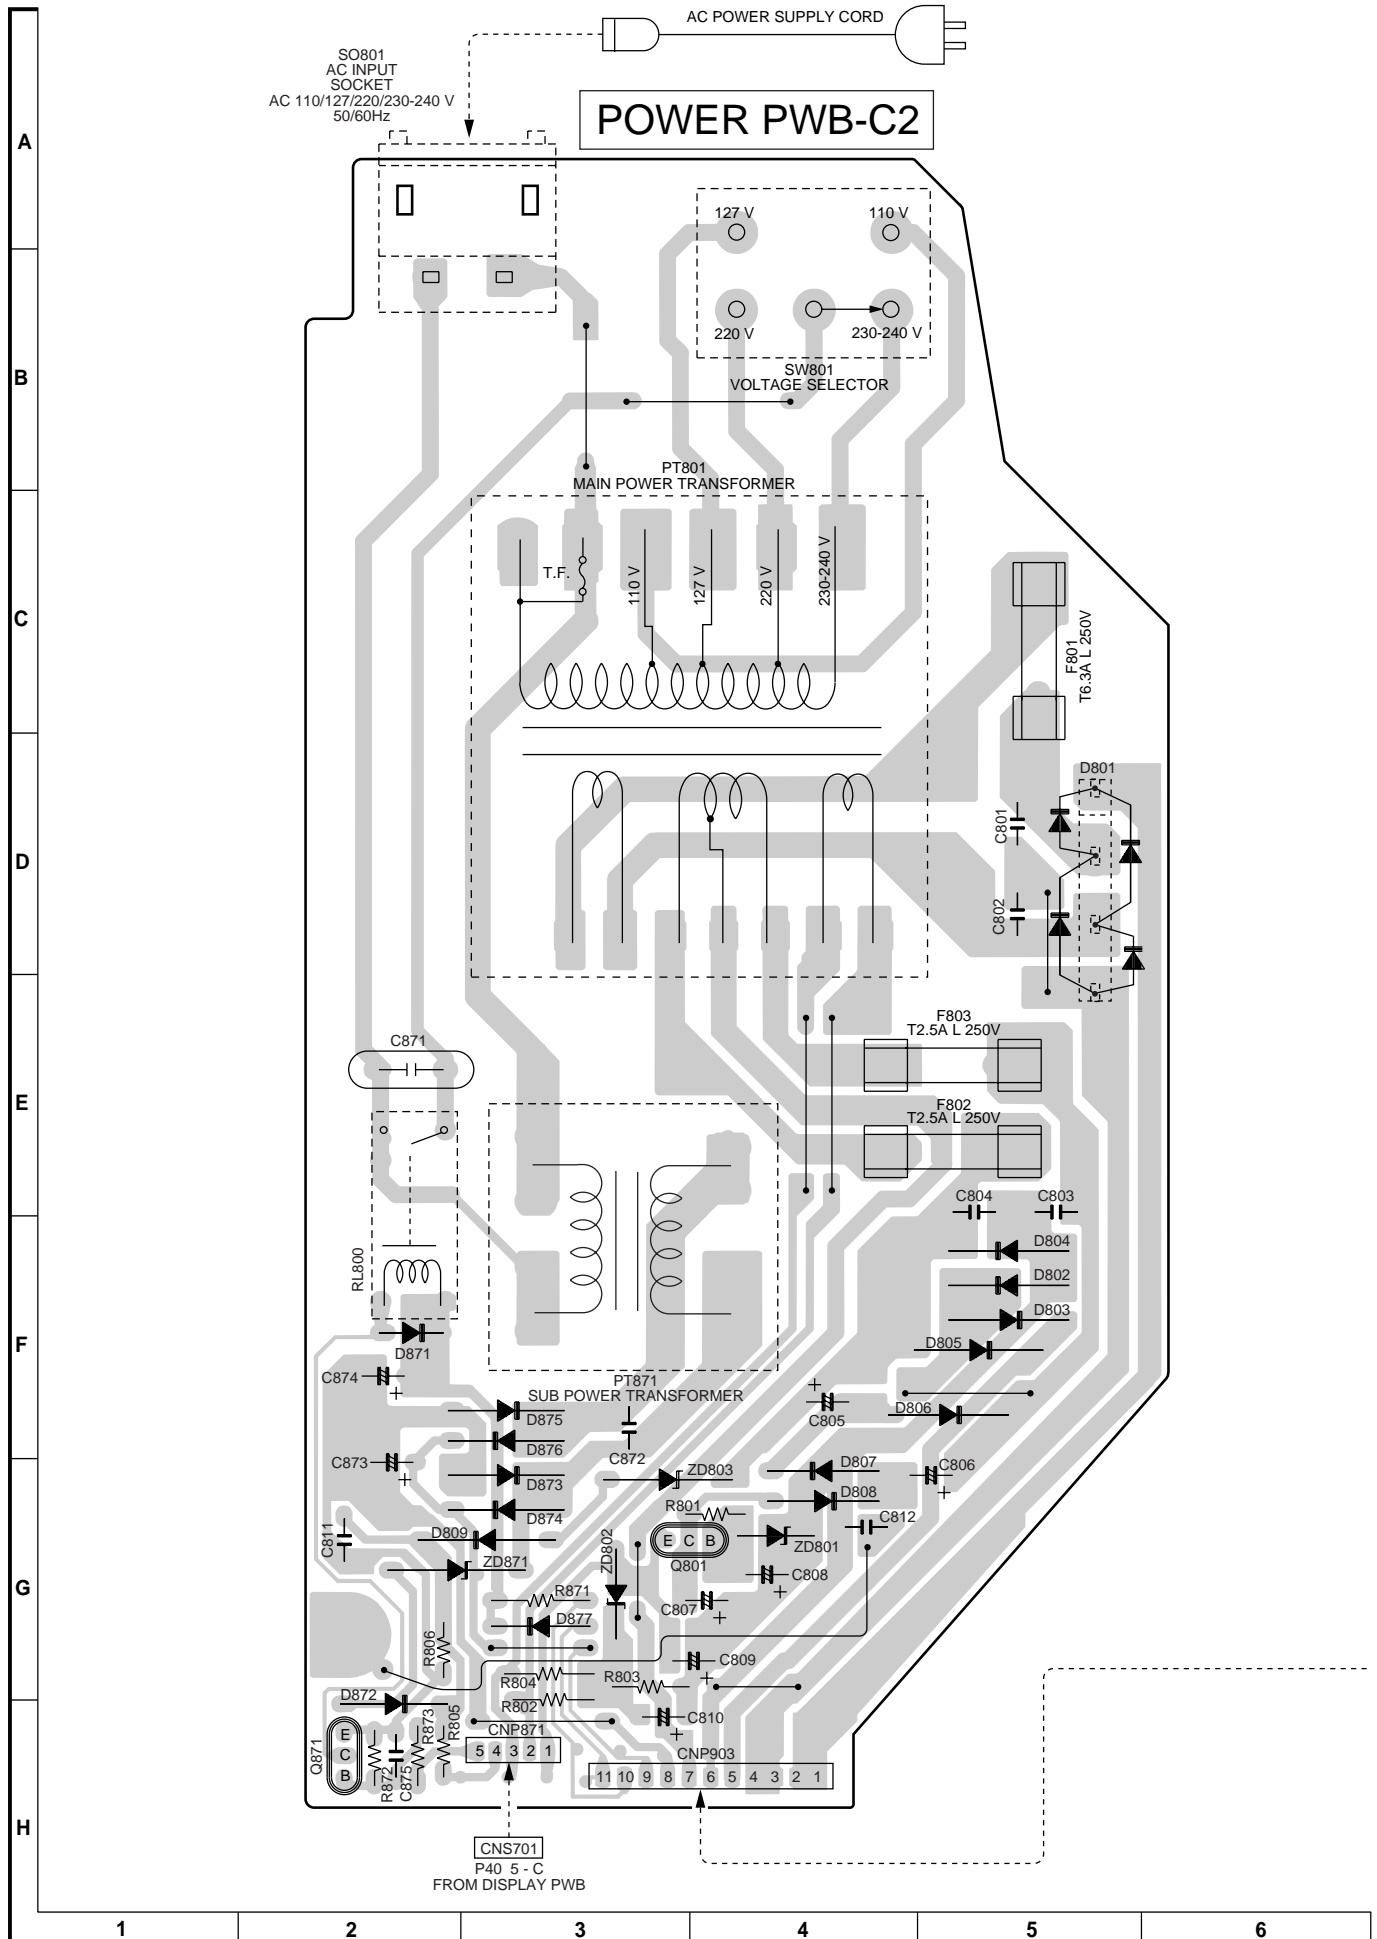 AC POWER SUPPLY CORD
SO801
AC INPUT
SOCKET
AC 110/127/220/230-240 V
50/60Hz
POWER PWB-C2
A
127 V
110 V
220 V
230-240 V
SW801
VOLTAGE SELECTOR
B
PT801
MAIN POWER TRANSFORMER
T.F.
110 V
127 V
220 V
230-240 V
C
F801
T6.3A L 250V
D801
C801
D
C802
F803
T2.5A L 250V
C871
E
F802
T2.5A L 250V
C804
C803
RL800
D804
D802
D803
F
D871
D805
C874
PT871
SUB POWER TRANSFORMER
+
+
D875
C805
D806
D876
C872
C873
+
D873
ZD803
D807
C806
+
D808
D874
R801
C812
C811
D809
E C B
ZD801
ZD871
ZD802
Q801
C808
+
G
R871
C807
+
D877
R806
C809
+
R804
R803
D872
R802
C810
+
Q871
E
C
B
R872
C875
R873
R805
CNP871
5 4 3 2 1
CNP903
11 10 9 8 7 6 5 4 3 2 1
H
CNS701
P40 5 - C
FROM DISPLAY PWB
1 2 3 4 5 6